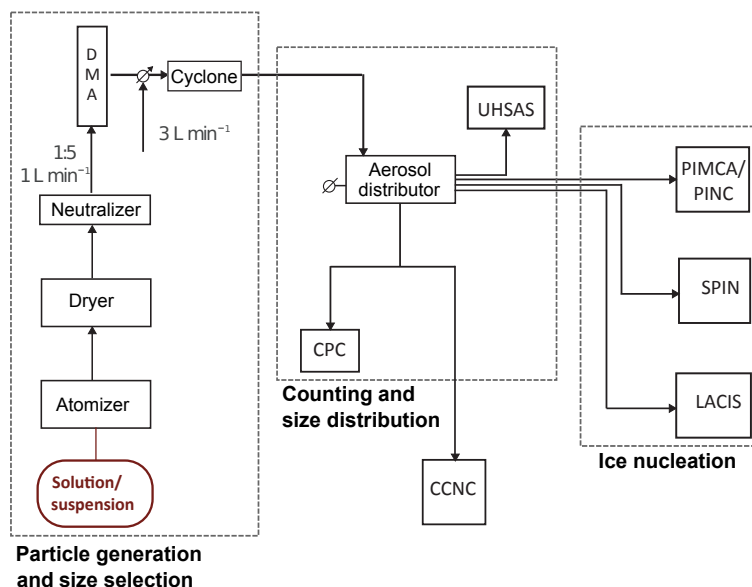 D
M
A
Cyclone
3 L min⁻¹
1:5
1 L min⁻¹
Neutralizer
Dryer
Atomizer
Solution/
suspension
Particle generation
and size selection
UHSAS
Aerosol
distributor
CPC
Counting and
size distribution
CCNC
PIMCA/
PINC
SPIN
LACIS
Ice nucleation